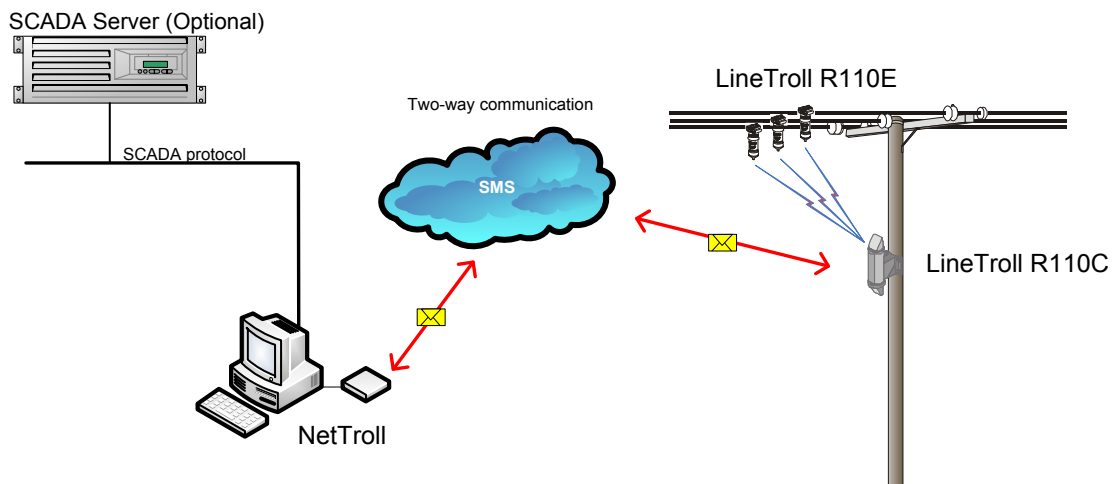 SCADA Server (Optional)
LineTroll R110E
Two-way communication
SCADA protocol
SMS
LineTroll R110C
NetTroll